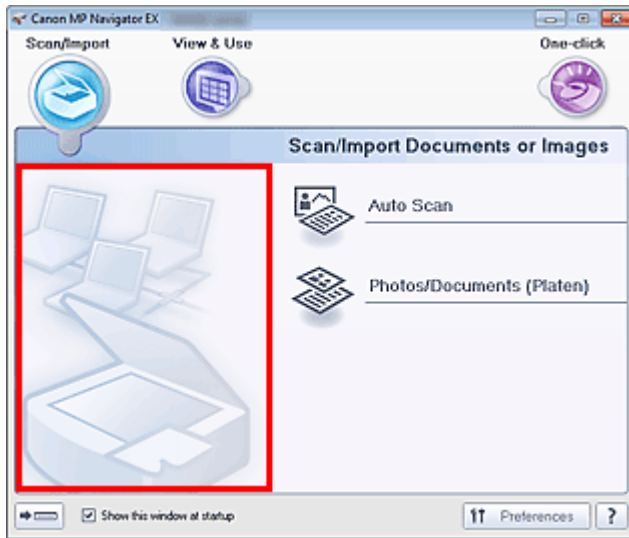 Canon MP Navigator EX
Scan/Import
View & Use
One-click
Scan/Import Documents or Images
Auto Scan
Photos/Documents (Platen)
Show this window at startup
Preferences
?